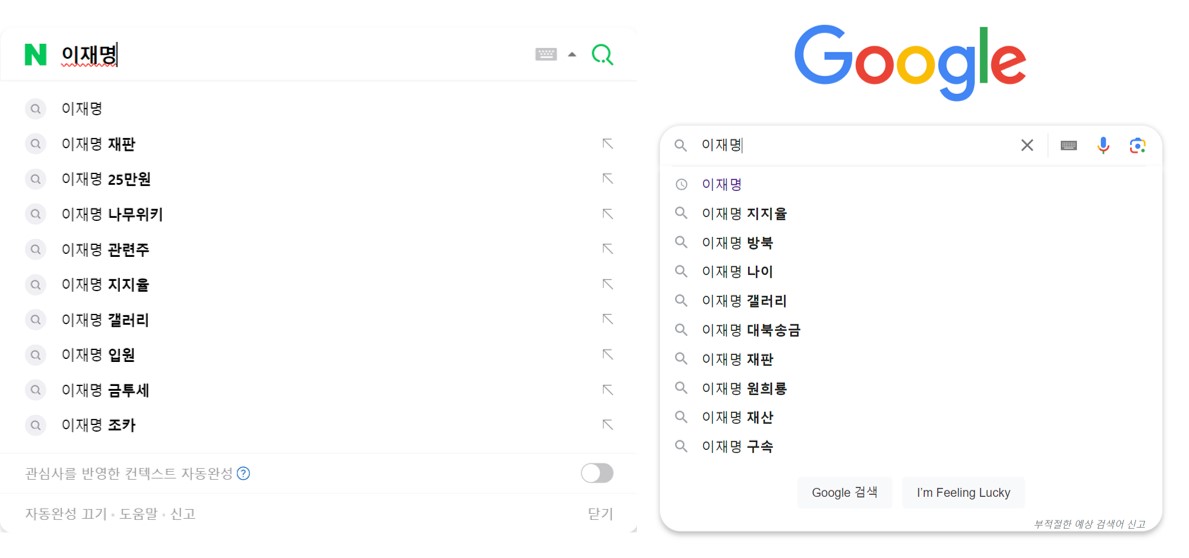 N 이재명
이재명
이재명 재판
이재명 25만원
이재명 나무위키
이재명 관련주
이재명 지지율
이재명 갤러리
이재명 입원
이재명 금투세
이재명 조카
관심사를 반영한 컨텍스트 자동완성 ?
자동완성 끄기 · 도움말 · 신고 닫기
Google
이재명
이재명
이재명 지지율
이재명 방북
이재명 나이
이재명 갤러리
이재명 대북송금
이재명 재판
이재명 원희룡
이재명 재산
이재명 구속
Google 검색 I'm Feeling Lucky
부적절한 예상 검색어 신고